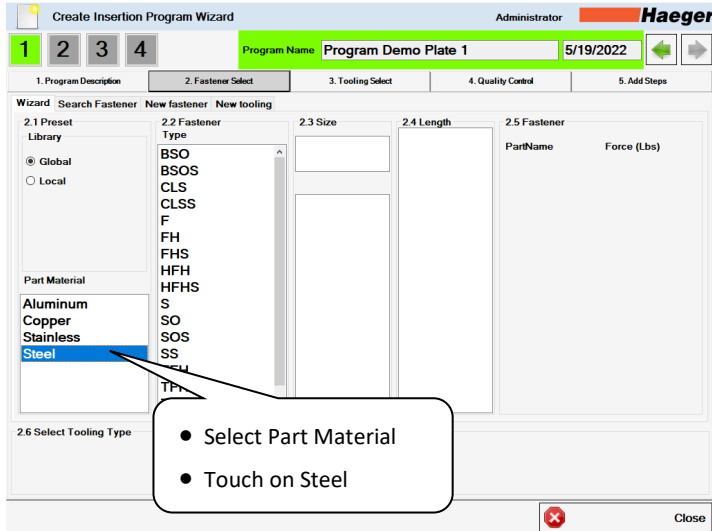 Create Insertion Program Wizard
Administrator
Haeger
1 2 3 4
Program Name Program Demo Plate 1 5/19/2022
1. Program Description
2. Fastener Select
3. Tooling Select
4. Quality Control
5. Add Steps
Wizard Search Fastener New fastener New tooling
2.1 Preset
Library
Global
Local
Part Material
Aluminum
Copper
Stainless
Steel
2.2 Fastener
Type
BSO
BSOS
CLS
CLSS
F
FH
FHS
HFH
HFHS
S
SO
SOS
SS
2.3 Size
2.4 Length
2.5 Fastener
PartName Force (Lbs)
2.6 Select Tooling Type
• Select Part Material
• Touch on Steel
Close